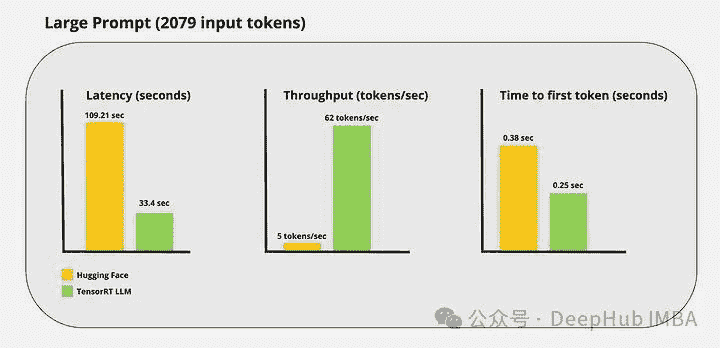 Large Prompt (2079 input tokens)
Latency (seconds)
109.21 sec
33.4 sec
Throughput (tokens/sec)
62 tokens/sec
5 tokens/sec
Time to first token (seconds)
0.38 sec
0.25 sec
Hugging Face
TensorRT LLM
公众号 · DeepHub IMBA